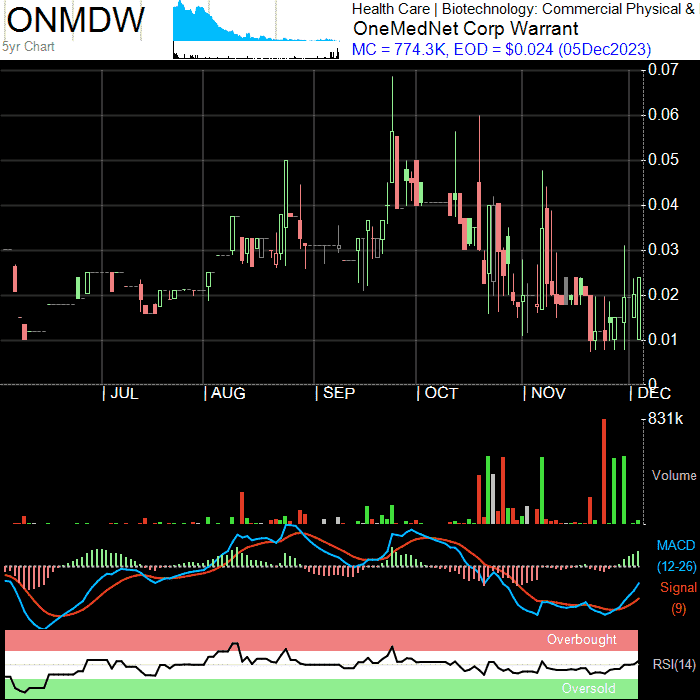 ONMDW
5yr Chart
Health Care | Biotechnology: Commercial Physical &
OneMedNet Corp Warrant
MC = 774.3K, EOD = $0.024 (05Dec2023)
0.07
0.06
0.05
0.04
0.03
0.02
0.01
0
JUL
AUG
SEP
OCT
NOV
DEC
831k
Volume
MACD
(12-26)
Signal
(9)
Overbought
RSI(14)
Oversold